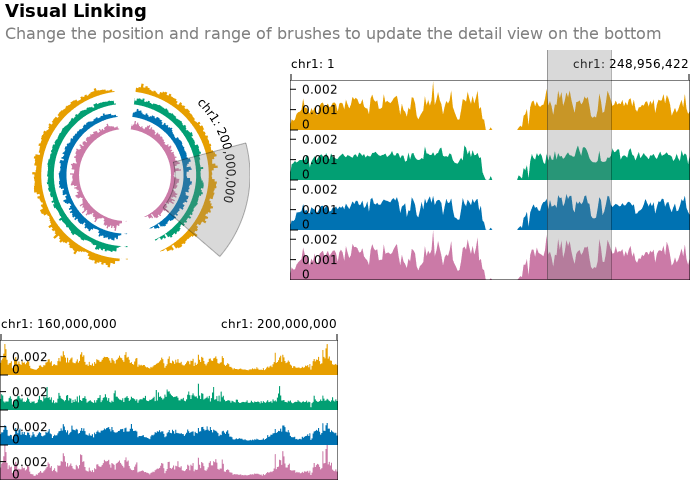 Visual Linking
Change the position and range of brushes to update the detail view on the bottom
chr1: 200,000,000
chr1: 1
chr1: 248,956,422
0.002
0.001
0
0.002
0.001
0
0.002
0.001
0
0.002
0.001
0
chr1: 160,000,000
chr1: 200,000,000
0.002
0
0.002
0
0.002
0
0.002
0